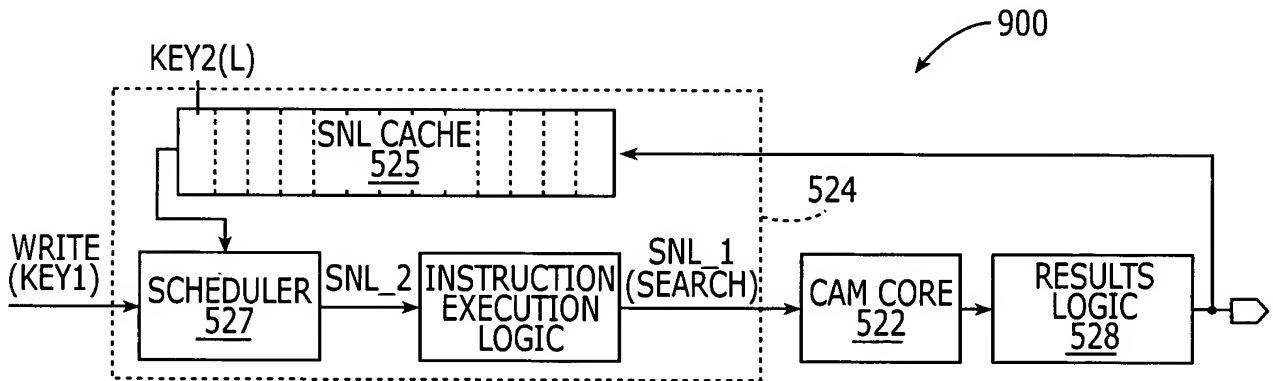 900
KEY2(L)
SNL CACHE
525
524
WRITE
(KEY1)
SCHEDULER
527
SNL_2
INSTRUCTION
EXECUTION
LOGIC
SNL_1
(SEARCH)
CAM CORE
522
RESULTS
LOGIC
528